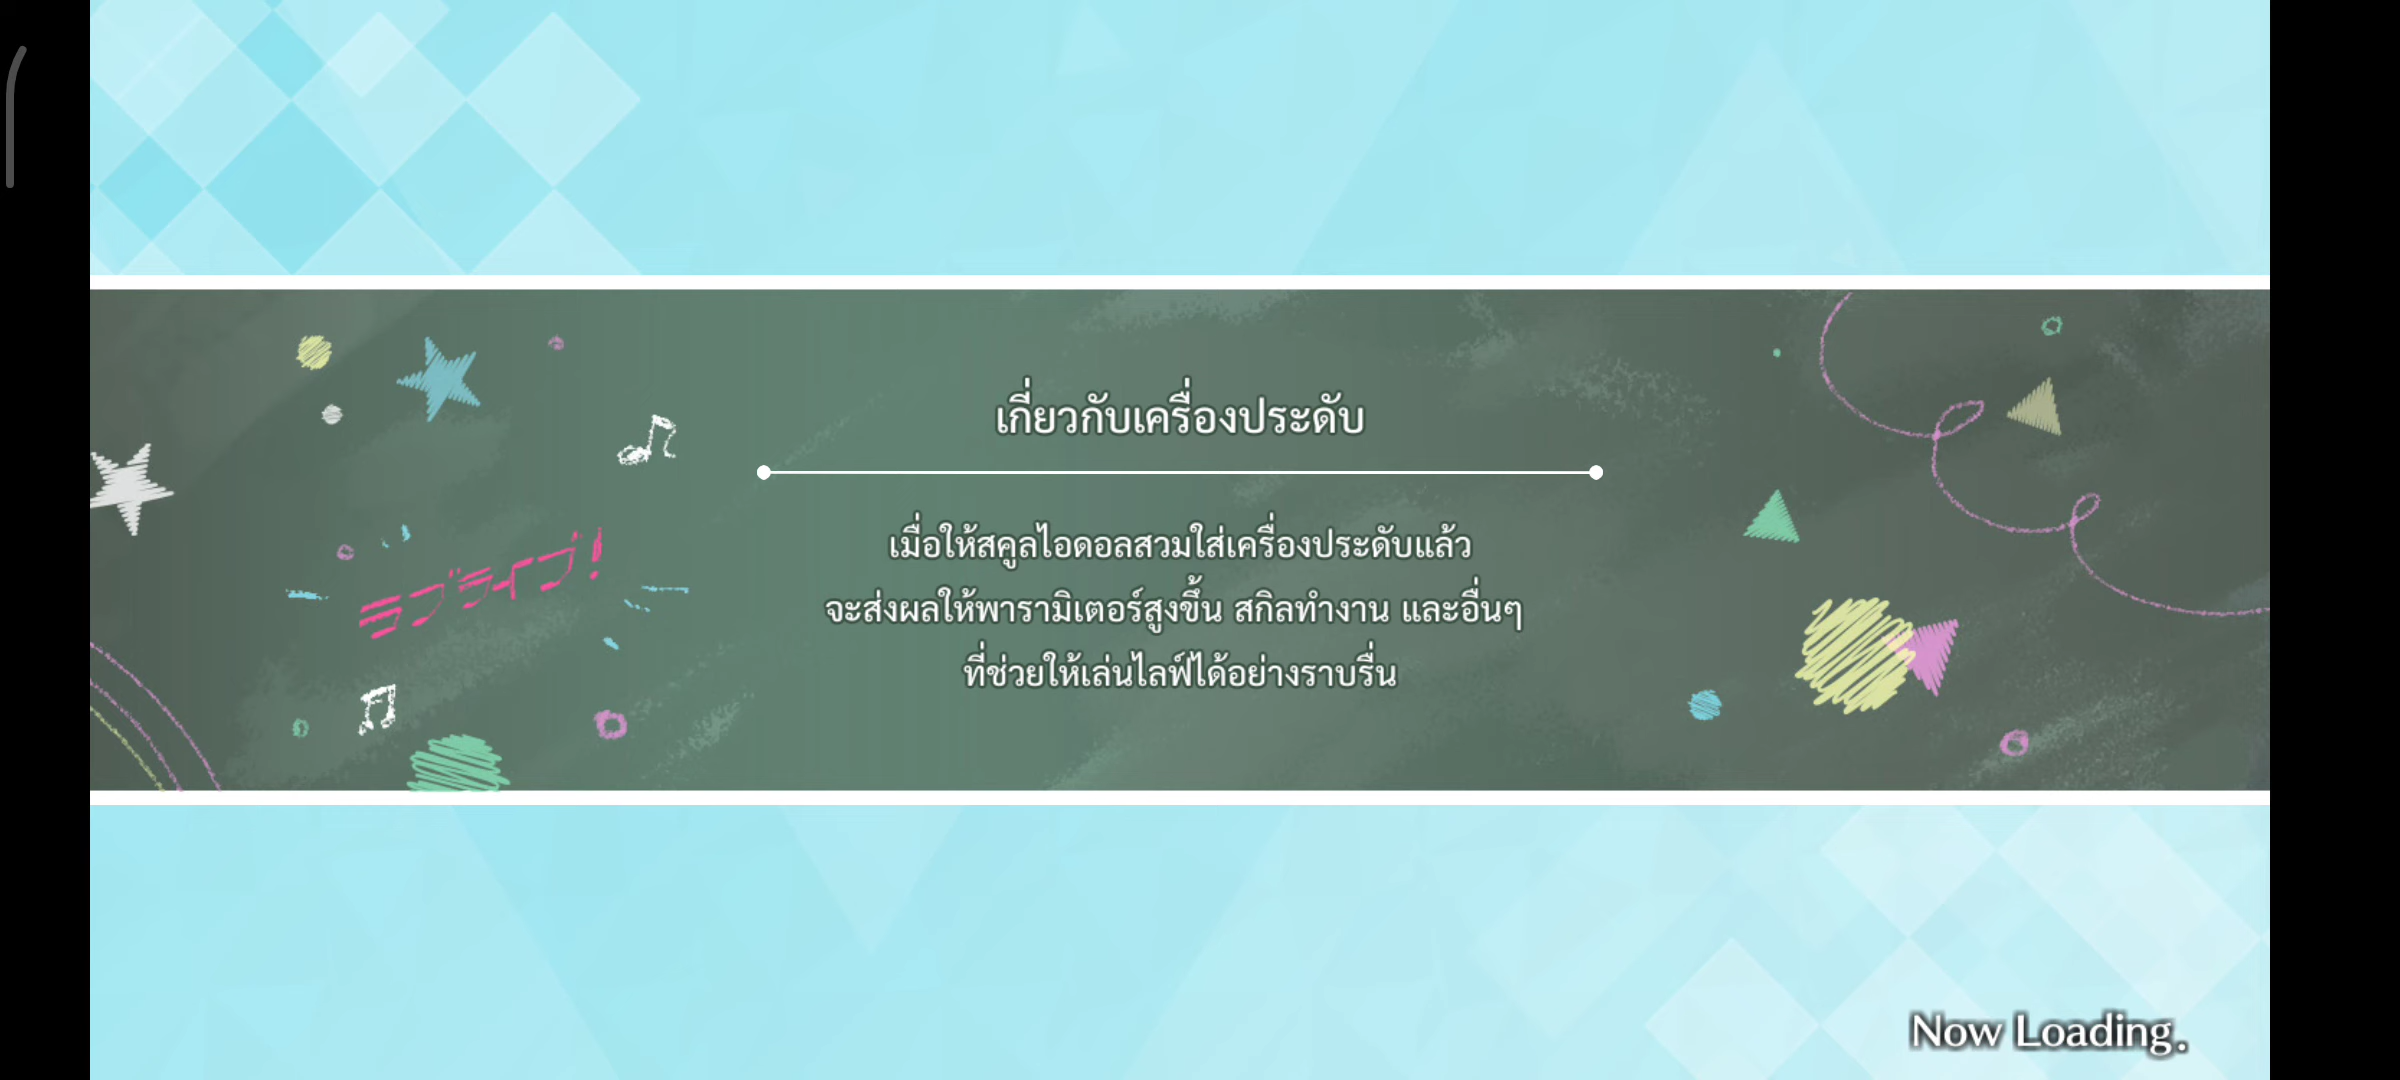 เกี่ยวกับเครื่องประดับ
เมื่อให้สคูลไอดอลสวมใส่เครื่องประดับแล้ว
จะส่งผลให้พารามิเตอร์สูงขึ้น สกิลทำงาน และอื่นๆ
ที่ช่วยให้เล่นไลฟ์ได้อย่างราบรื่น
ラブライブ!
Now Loading.